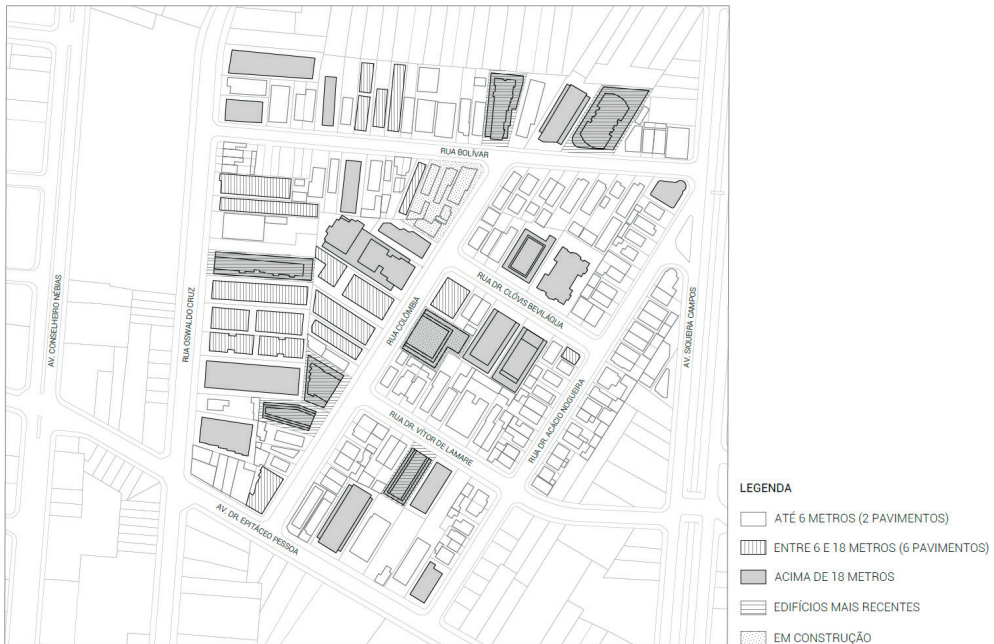 RUA BOLÍVAR
AV. CONSELHEIRO NÉBIAS
RUA OSWALDO CRUZ
RUA COLÔMBIA
RUA DR. CLÓVIS BEVILAQUA
AV. SIQUEIRA CAMPOS
RUA DR. ACÁCIO NOGUEIRA
RUA DR. VÍTOR DE LAMARE
AV. DR. EPITÁCEO PESSOA
LEGENDA
ATÉ 6 METROS (2 PAVIMENTOS)
ENTRE 6 E 18 METROS (6 PAVIMENTOS)
ACIMA DE 18 METROS
EDIFÍCIOS MAIS RECENTES
EM CONSTRUÇÃO